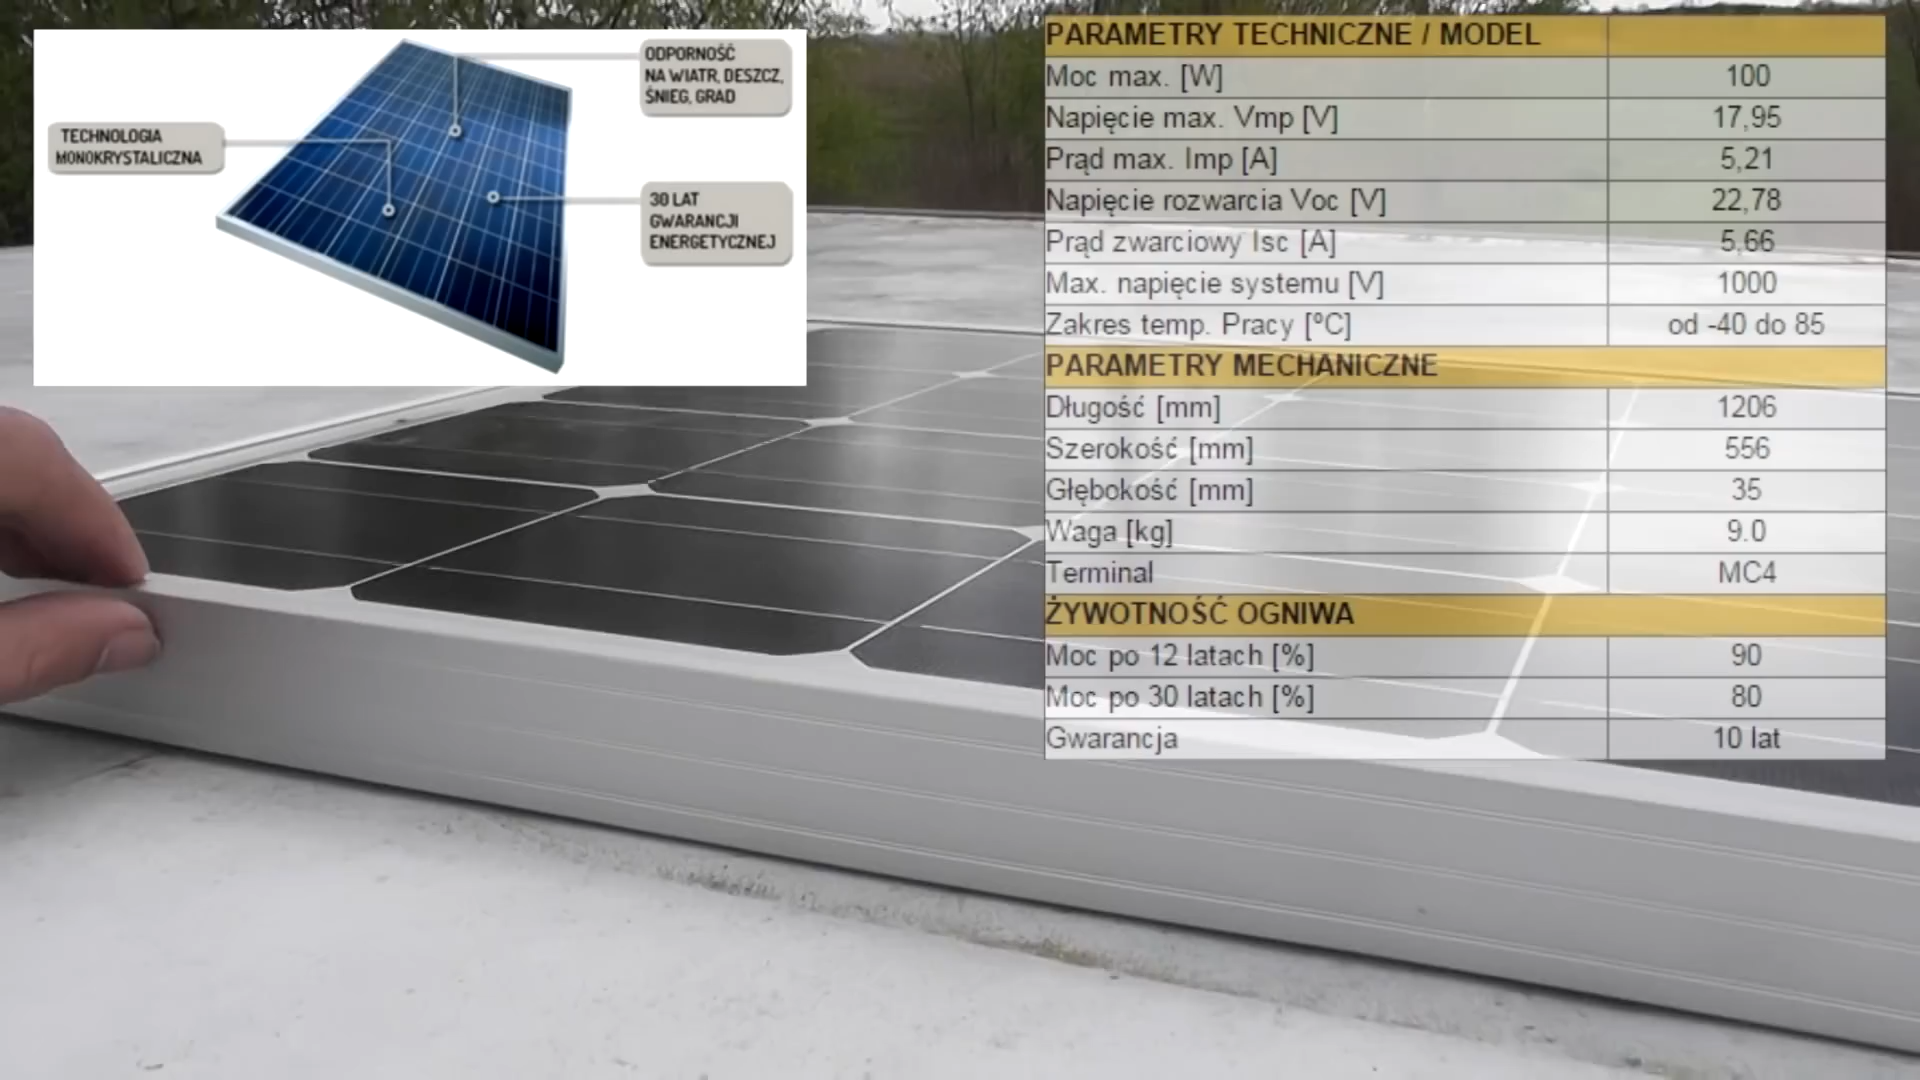 TECHNOLOGIA
MONOKRYSTALICZNA
ODPORNOŚĆ
NA WIATR, DESZCZ,
ŚNIEG, GRAD
30 LAT
GWARANCJI
ENERGETYCZNEJ
PARAMETRY TECHNICZNE / MODEL
Moc max. [W] 100
Napięcie max. Vmp [V] 17,95
Prąd max. Imp [A] 5,21
Napięcie rozwarcia Voc [V] 22,78
Prąd zwarciowy Isc [A] 5,66
Max. napięcie systemu [V] 1000
Zakres temp. Pracy [ºC] od -40 do 85
PARAMETRY MECHANICZNE
Długość [mm] 1206
Szerokość [mm] 556
Głębokość [mm] 35
Waga [kg] 9.0
Terminal MC4
ŻYWOTNOŚĆ OGNIWA
Moc po 12 latach [%] 90
Moc po 30 latach [%] 80
Gwarancja 10 lat